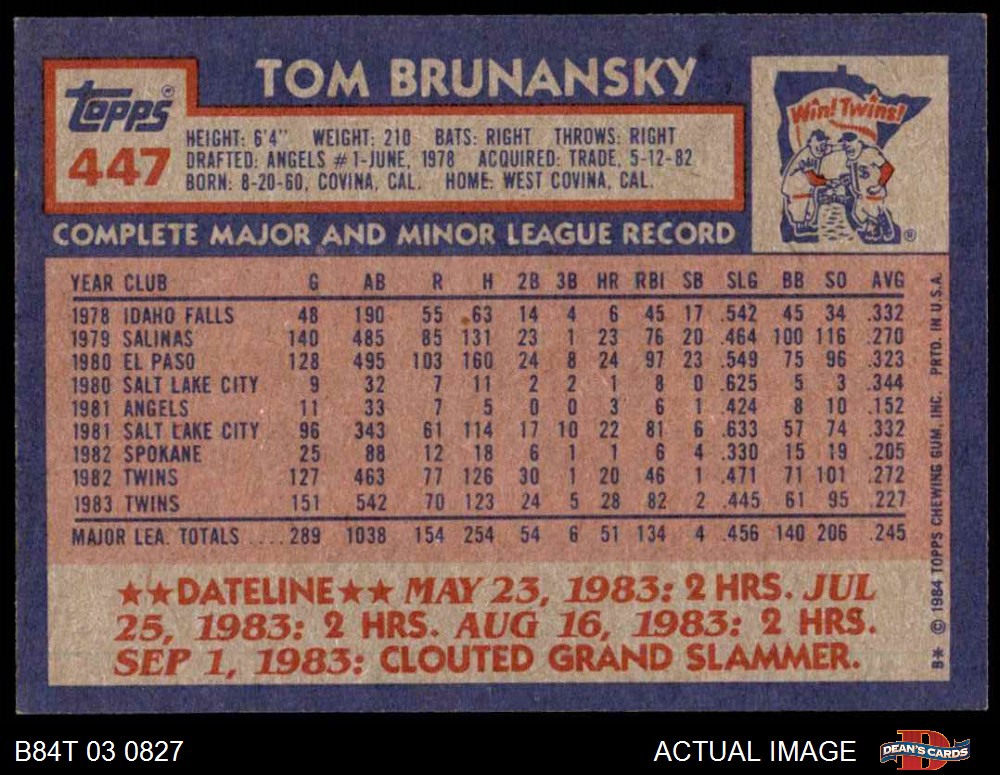 TOM BRUNANSKY
Topps
447
HEIGHT: 6'4" WEIGHT: 210 BATS: RIGHT THROWS: RIGHT
DRAFTED: ANGELS #1-JUNE, 1978 ACQUIRED: TRADE, 5-12-82
BORN: 8-20-60, COVINA, CAL. HOME: WEST COVINA, CAL.
Win! Twins!
®
COMPLETE MAJOR AND MINOR LEAGUE RECORD
YEAR CLUB G AB R H 2B 3B HR RBI SB SLG BB SO AVG
1978 IDAHO FALLS 48 190 55 63 14 4 6 45 17 .542 45 34 .332
1979 SALINAS 140 485 85 131 23 1 23 76 20 .464 100 116 .270
1980 EL PASO 128 495 103 160 24 8 24 97 23 .549 75 96 .323
1980 SALT LAKE CITY 9 32 7 11 2 2 1 8 0 .625 5 3 .344
1981 ANGELS 11 33 7 5 0 0 3 6 1 .424 8 10 .152
1981 SALT LAKE CITY 96 343 61 114 17 10 22 81 6 .633 57 74 .332
1982 SPOKANE 25 88 12 18 6 1 1 6 4 .330 15 19 .205
1982 TWINS 127 463 77 126 30 1 20 46 1 .471 71 101 .272
1983 TWINS 151 542 70 123 24 5 28 82 2 .445 61 95 .227
MAJOR LEA. TOTALS .... 289 1038 154 254 54 6 51 134 4 .456 140 206 .245
★★DATELINE★★ MAY 23, 1983: 2 HRS. JUL
25, 1983: 2 HRS. AUG 16, 1983: 2 HRS.
SEP 1, 1983: CLOUTED GRAND SLAMMER.
B* © 1984 TOPPS CHEWING GUM, INC. PRTD. IN U.S.A.
B84T 03 0827
ACTUAL IMAGE
DEAN'S CARDS